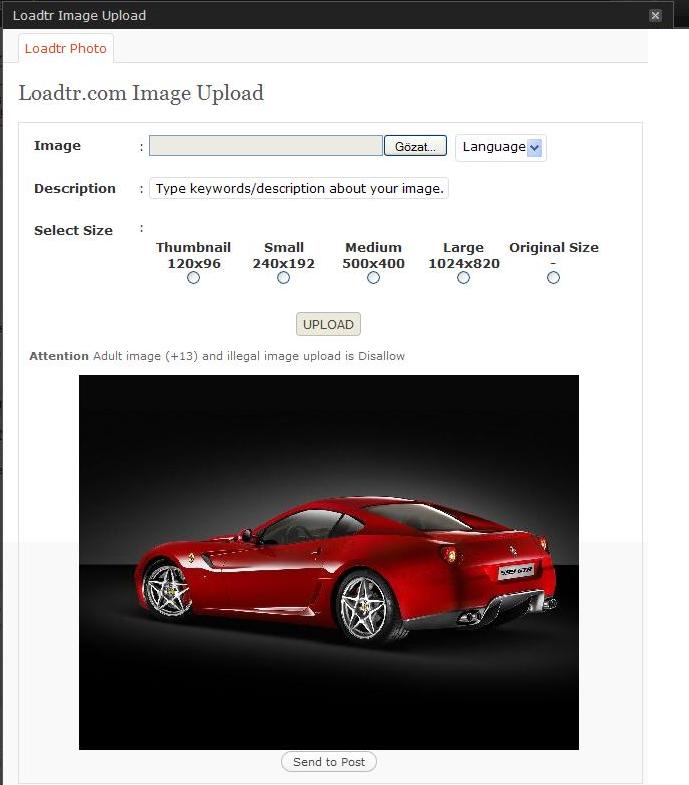 Loadtr Image Upload
Loadtr Photo
Loadtr.com Image Upload
Image : Gözat... Language
Description : Type keywords/description about your image.
Select Size :
Thumbnail Small Medium Large Original Size
120x96 240x192 500x400 1024x820 -
UPLOAD
Attention Adult image (+13) and illegal image upload is Disallow
599 GTB
Send to Post